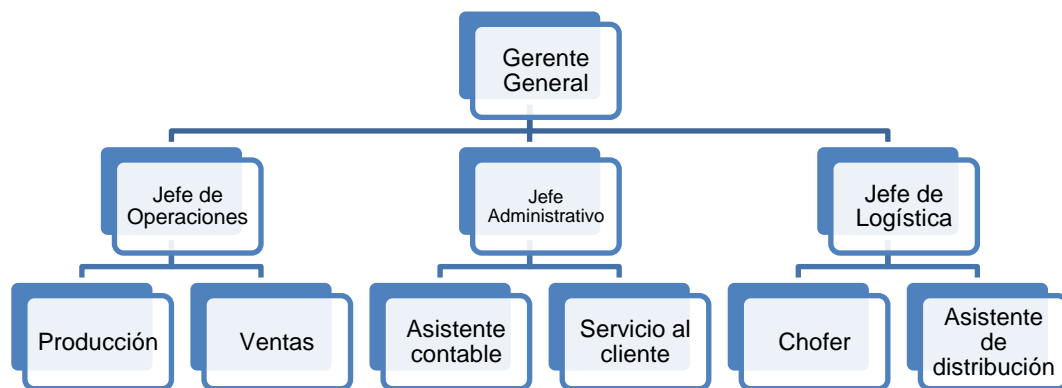 Gerente
General
Jefe de
Operaciones
Jefe
Administrativo
Jefe de
Logística
Producción
Ventas
Asistente
contable
Servicio al
cliente
Chofer
Asistente
de
distribución